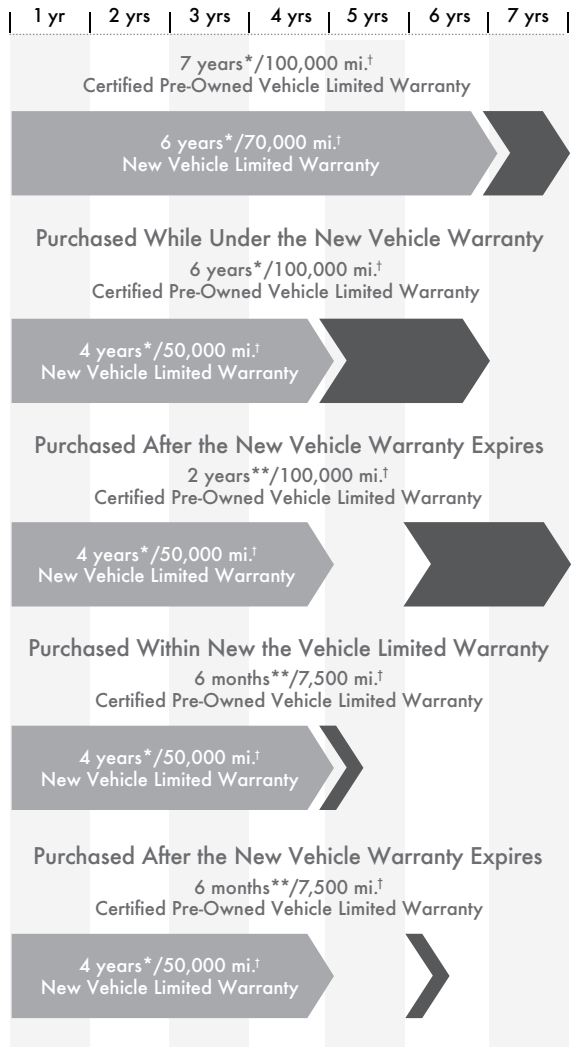 1 yr 2 yrs 3 yrs 4 yrs 5 yrs 6 yrs 7 yrs
7 years*/100,000 mi.†
Certified Pre-Owned Vehicle Limited Warranty
6 years*/70,000 mi.†
New Vehicle Limited Warranty
Purchased While Under the New Vehicle Warranty
6 years*/100,000 mi.†
Certified Pre-Owned Vehicle Limited Warranty
4 years*/50,000 mi.†
New Vehicle Limited Warranty
Purchased After the New Vehicle Warranty Expires
2 years**/100,000 mi.†
Certified Pre-Owned Vehicle Limited Warranty
4 years*/50,000 mi.†
New Vehicle Limited Warranty
Purchased Within New the Vehicle Limited Warranty
6 months**/7,500 mi.†
Certified Pre-Owned Vehicle Limited Warranty
4 years*/50,000 mi.†
New Vehicle Limited Warranty
Purchased After the New Vehicle Warranty Expires
6 months**/7,500 mi.†
Certified Pre-Owned Vehicle Limited Warranty
4 years*/50,000 mi.†
New Vehicle Limited Warranty